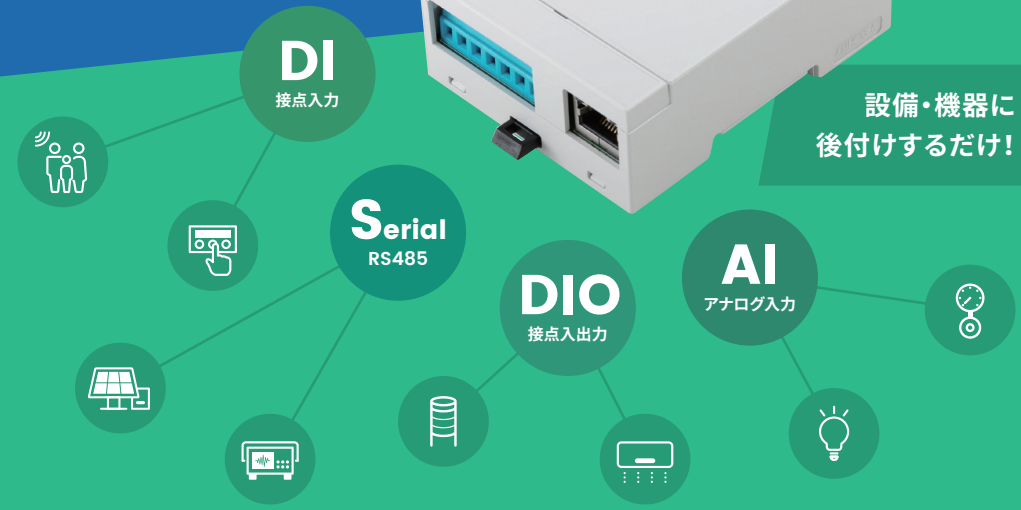 DI
接点入力
設備・機器に
後付けするだけ!
Serial
RS485
DIO
接点入出力
AI
アナログ入力